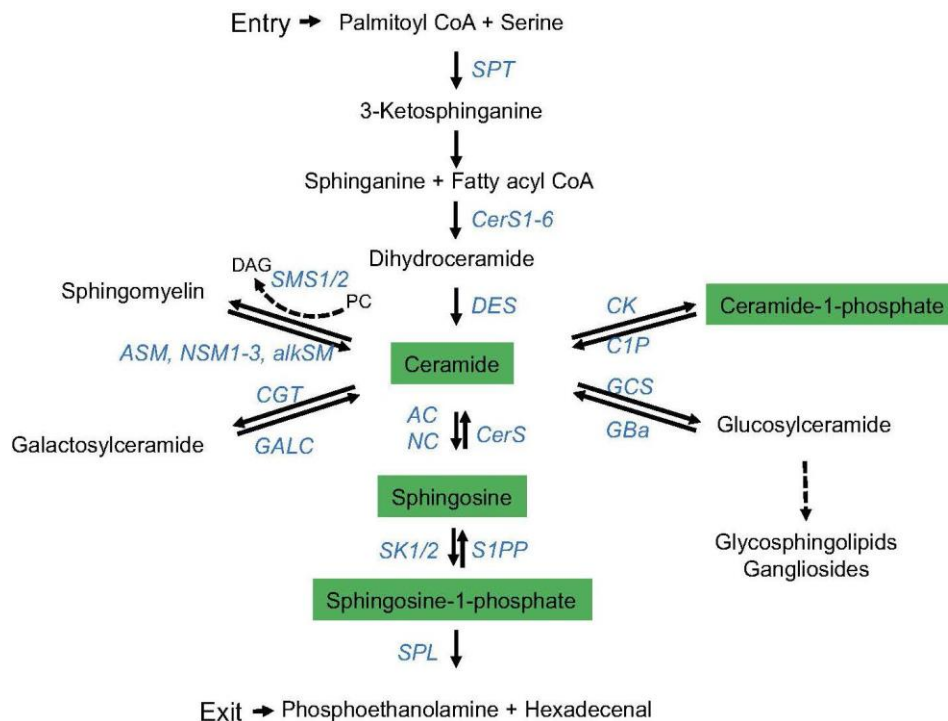 Entry → Palmitoyl CoA + Serine
SPT
3-Ketosphinganine
Sphinganine + Fatty acyl CoA
CerS1-6
Dihydroceramide
DAG
SMS1/2
PC
Sphingomyelin
DES
CK
Ceramide-1-phosphate
ASM, NSM1-3, alkSM
Ceramide
C1P
CGT
GCS
Galactosylceramide
GALC
AC
NC
CerS
GBa
Glucosylceramide
Sphingosine
SK1/2
S1PP
Glycosphingolipids
Gangliosides
Sphingosine-1-phosphate
SPL
Exit → Phosphoethanolamine + Hexadecenal